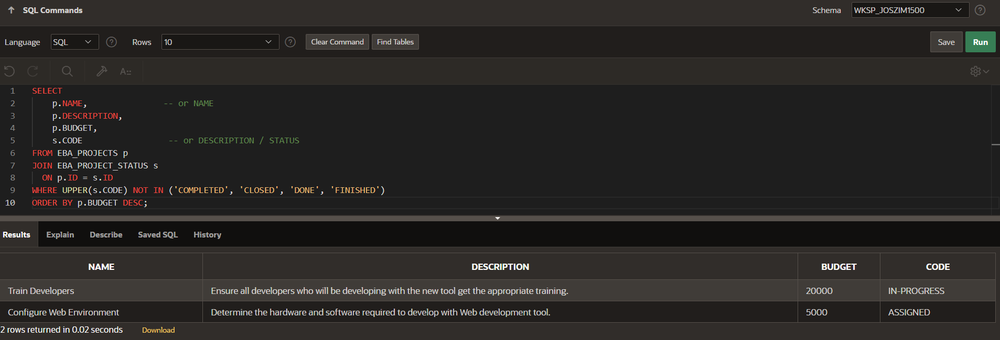 SQL Commands Schema WKSP_JOSZIM1500 ?
Language SQL ? Rows 10 ? Clear Command Find Tables Save Run
A
1 SELECT
2 p.NAME, -- or NAME
3 p.DESCRIPTION,
4 p.BUDGET,
5 s.CODE -- or DESCRIPTION / STATUS
6 FROM EBA_PROJECTS p
7 JOIN EBA_PROJECT_STATUS s
8 ON p.ID = s.ID
9 WHERE UPPER(s.CODE) NOT IN ('COMPLETED', 'CLOSED', 'DONE', 'FINISHED')
10 ORDER BY p.BUDGET DESC;
Results Explain Describe Saved SQL History
NAME DESCRIPTION BUDGET CODE
Train Developers Ensure all developers who will be developing with the new tool get the appropriate training. 20000 IN-PROGRESS
Configure Web Environment Determine the hardware and software required to develop with Web development tool. 5000 ASSIGNED
2 rows returned in 0.02 seconds Download